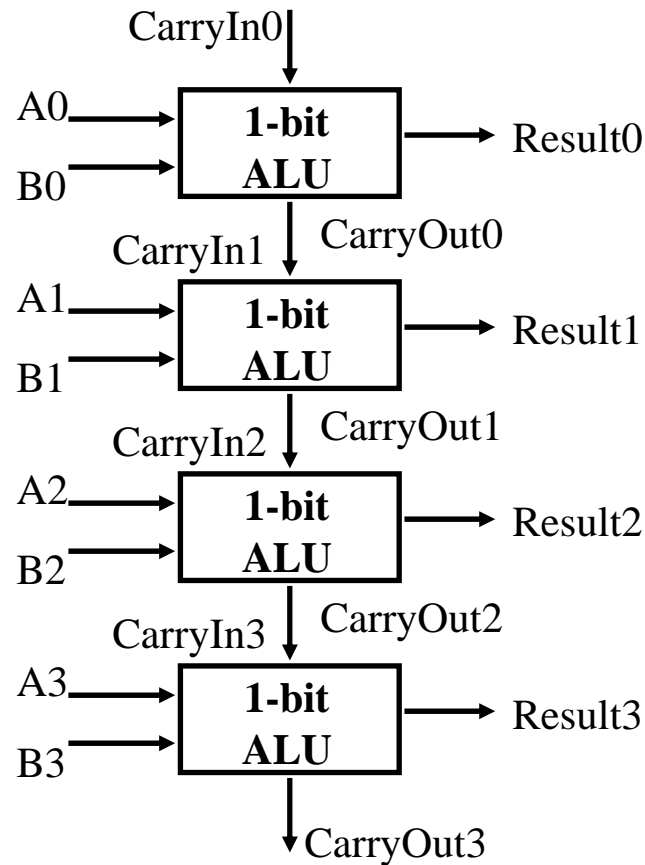 CarryIn0
A0
1-bit
ALU
Result0
B0
CarryOut0
CarryIn1
A1
1-bit
ALU
Result1
B1
CarryOut1
CarryIn2
A2
1-bit
ALU
Result2
B2
CarryOut2
CarryIn3
A3
1-bit
ALU
Result3
B3
CarryOut3